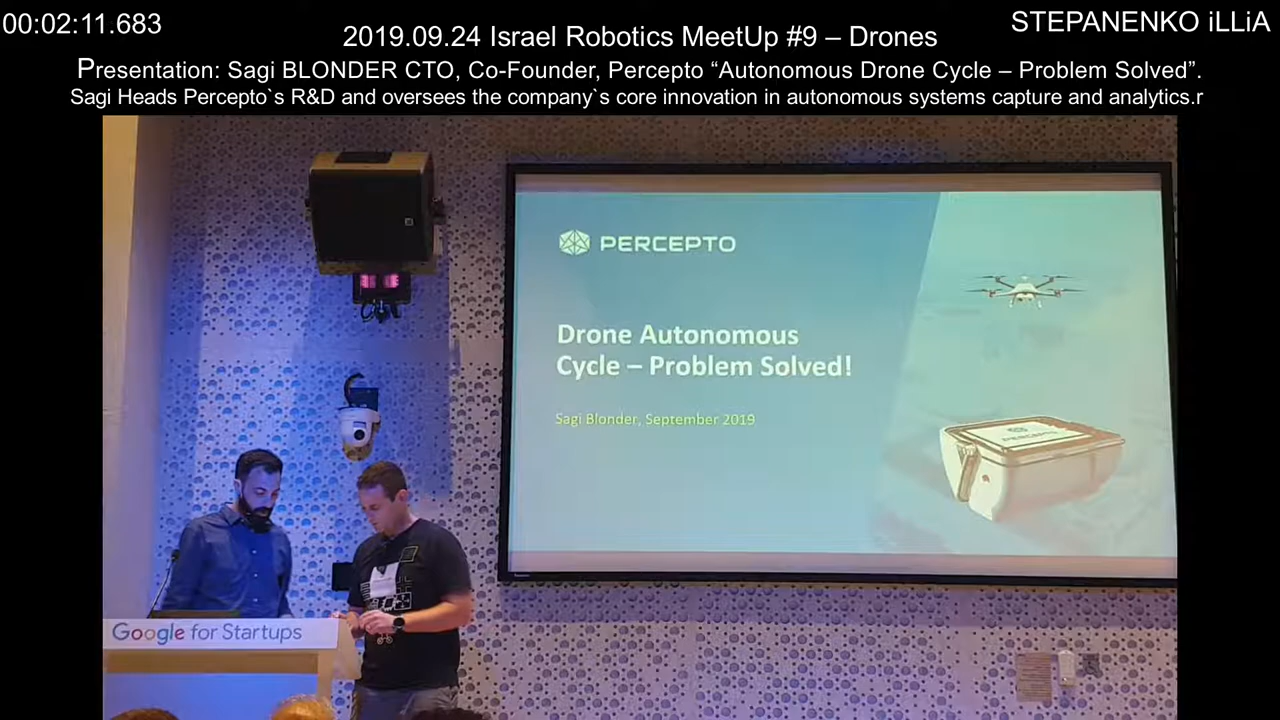 00:02:11.683
STEPANENKO iLLiA
2019.09.24 Israel Robotics MeetUp #9 – Drones
Presentation: Sagi BLONDER CTO, Co-Founder, Percepto “Autonomous Drone Cycle – Problem Solved”.
Sagi Heads Percepto`s R&D and oversees the company`s core innovation in autonomous systems capture and analytics.r
PERCEPTO
Drone Autonomous
Cycle – Problem Solved!
Sagi Blonder, September 2019
PERCEPTO
Google for Startups